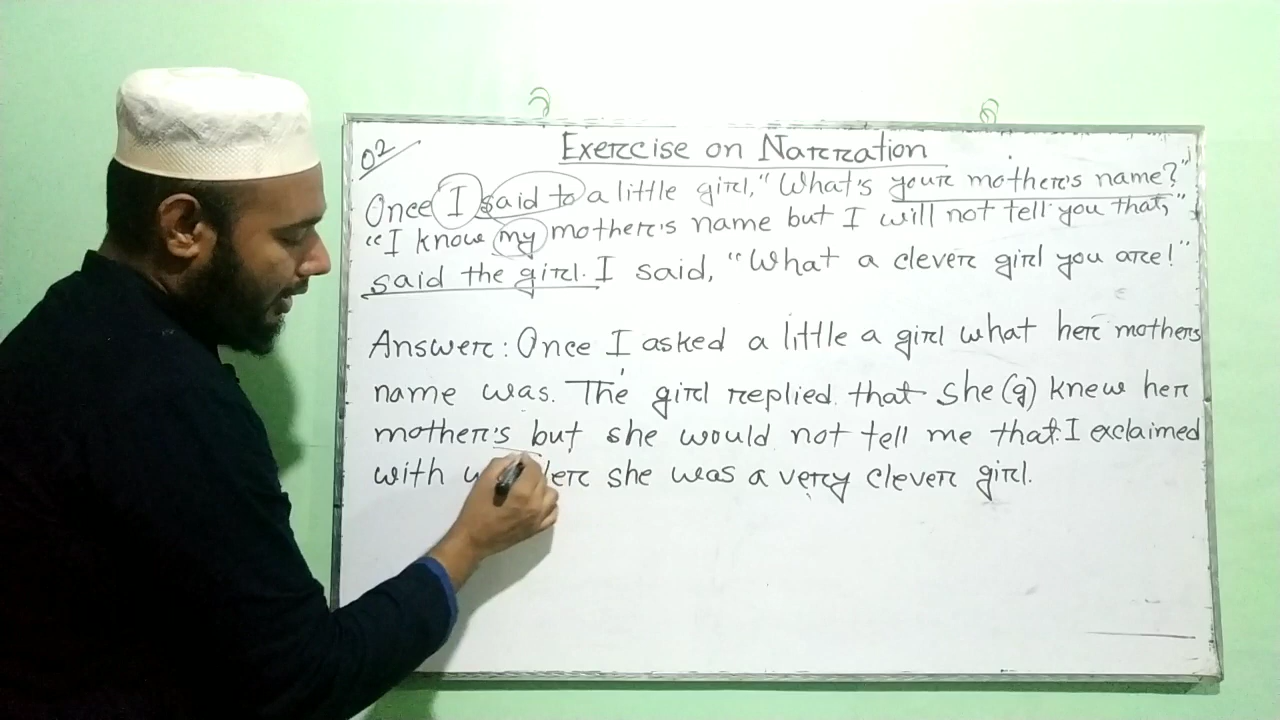 02
Exercise on Narration
Once I said to a little girl, "What's your mother's name?"
"I know my mother's name but I will not tell you that,"
said the girl. I said, "What a clever girl you are!"
Answer: Once I asked a little a girl what her mothers
name was. The girl replied that she (g) knew her
mother's but she would not tell me that. I exclaimed
with she was a very clever girl.